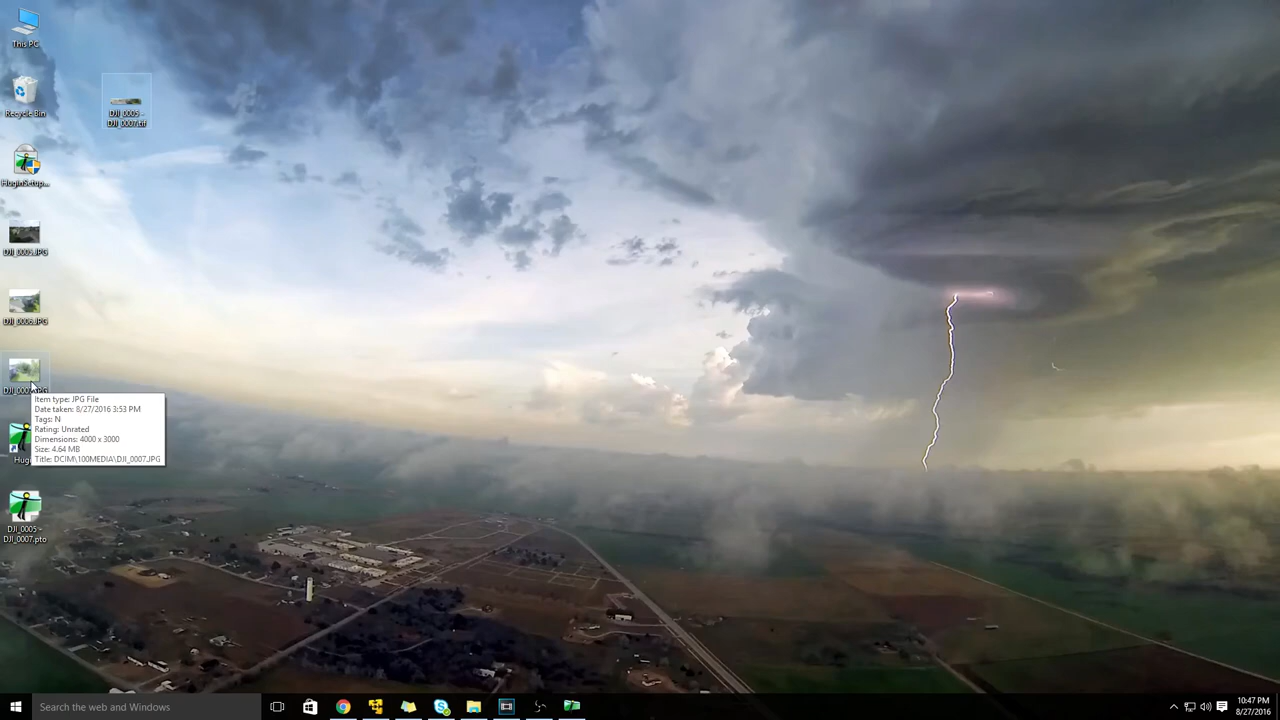 This PC
Recycle Bin
HuginSetup...
DJI_0005.JPG
DJI_0006.JPG
DJI_0005 -
DJI_0007.tif
Item type: JPG File
Date taken: 8/27/2016 3:53 PM
Tags: N
Rating: Unrated
Dimensions: 4000 x 3000
Size: 4.64 MB
Title: DCIM\100MEDIA\DJI_0007.JPG
DJI_0005 -
DJI_0007.pto
Search the web and Windows
10:47 PM
8/27/2016